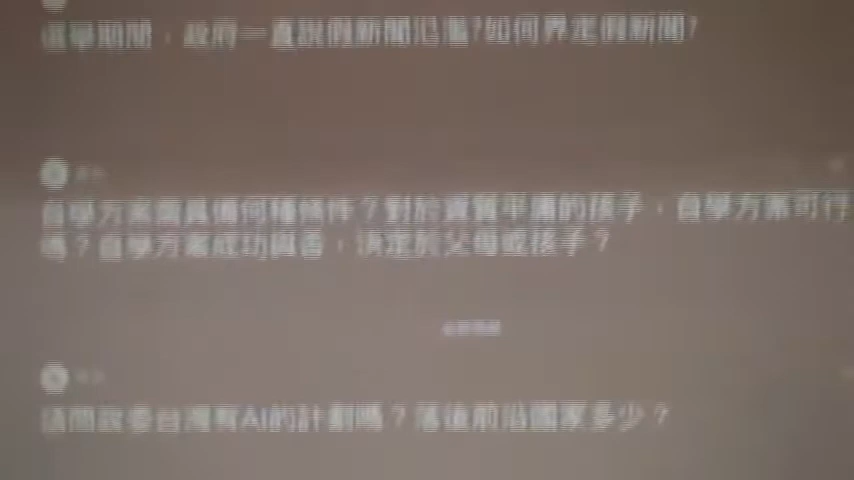 選舉期間，政府一直說假新聞氾濫?如何界定假新聞?
自學方案需具備何種條件？對於資質平庸的孩子，自學方案可行
嗎？自學方案成功與否，決定於父母或孩子？
請問說要台灣有AI的計劃嗎？落後前沿國家多少？